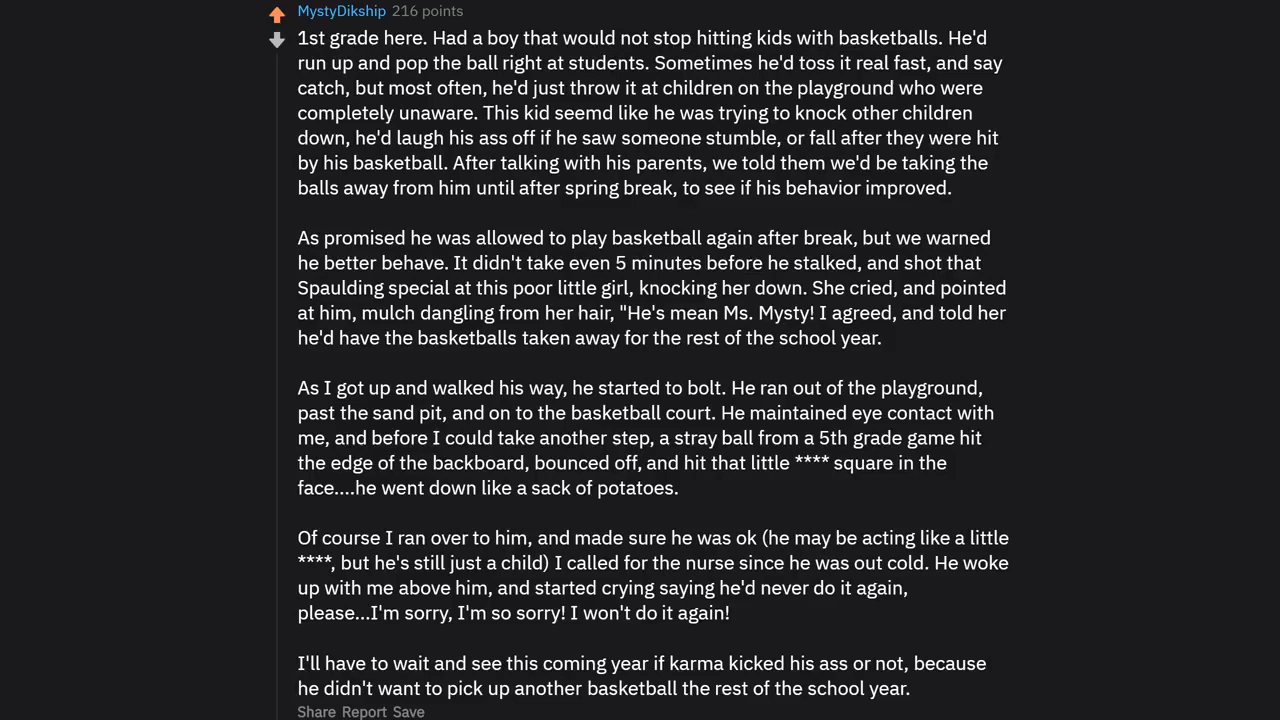 MystyDikship 216 points
1st grade here. Had a boy that would not stop hitting kids with basketballs. He'd
run up and pop the ball right at students. Sometimes he'd toss it real fast, and say
catch, but most often, he'd just throw it at children on the playground who were
completely unaware. This kid seemd like he was trying to knock other children
down, he'd laugh his ass off if he saw someone stumble, or fall after they were hit
by his basketball. After talking with his parents, we told them we'd be taking the
balls away from him until after spring break, to see if his behavior improved.
As promised he was allowed to play basketball again after break, but we warned
he better behave. It didn't take even 5 minutes before he stalked, and shot that
Spaulding special at this poor little girl, knocking her down. She cried, and pointed
at him, mulch dangling from her hair, "He's mean Ms. Mysty! I agreed, and told her
he'd have the basketballs taken away for the rest of the school year.
As I got up and walked his way, he started to bolt. He ran out of the playground,
past the sand pit, and on to the basketball court. He maintained eye contact with
me, and before I could take another step, a stray ball from a 5th grade game hit
the edge of the backboard, bounced off, and hit that little **** square in the
face....he went down like a sack of potatoes.
Of course I ran over to him, and made sure he was ok (he may be acting like a little
****, but he's still just a child) I called for the nurse since he was out cold. He woke
up with me above him, and started crying saying he'd never do it again,
please...I'm sorry, I'm so sorry! I won't do it again!
I'll have to wait and see this coming year if karma kicked his ass or not, because
he didn't want to pick up another basketball the rest of the school year.
Share Report Save